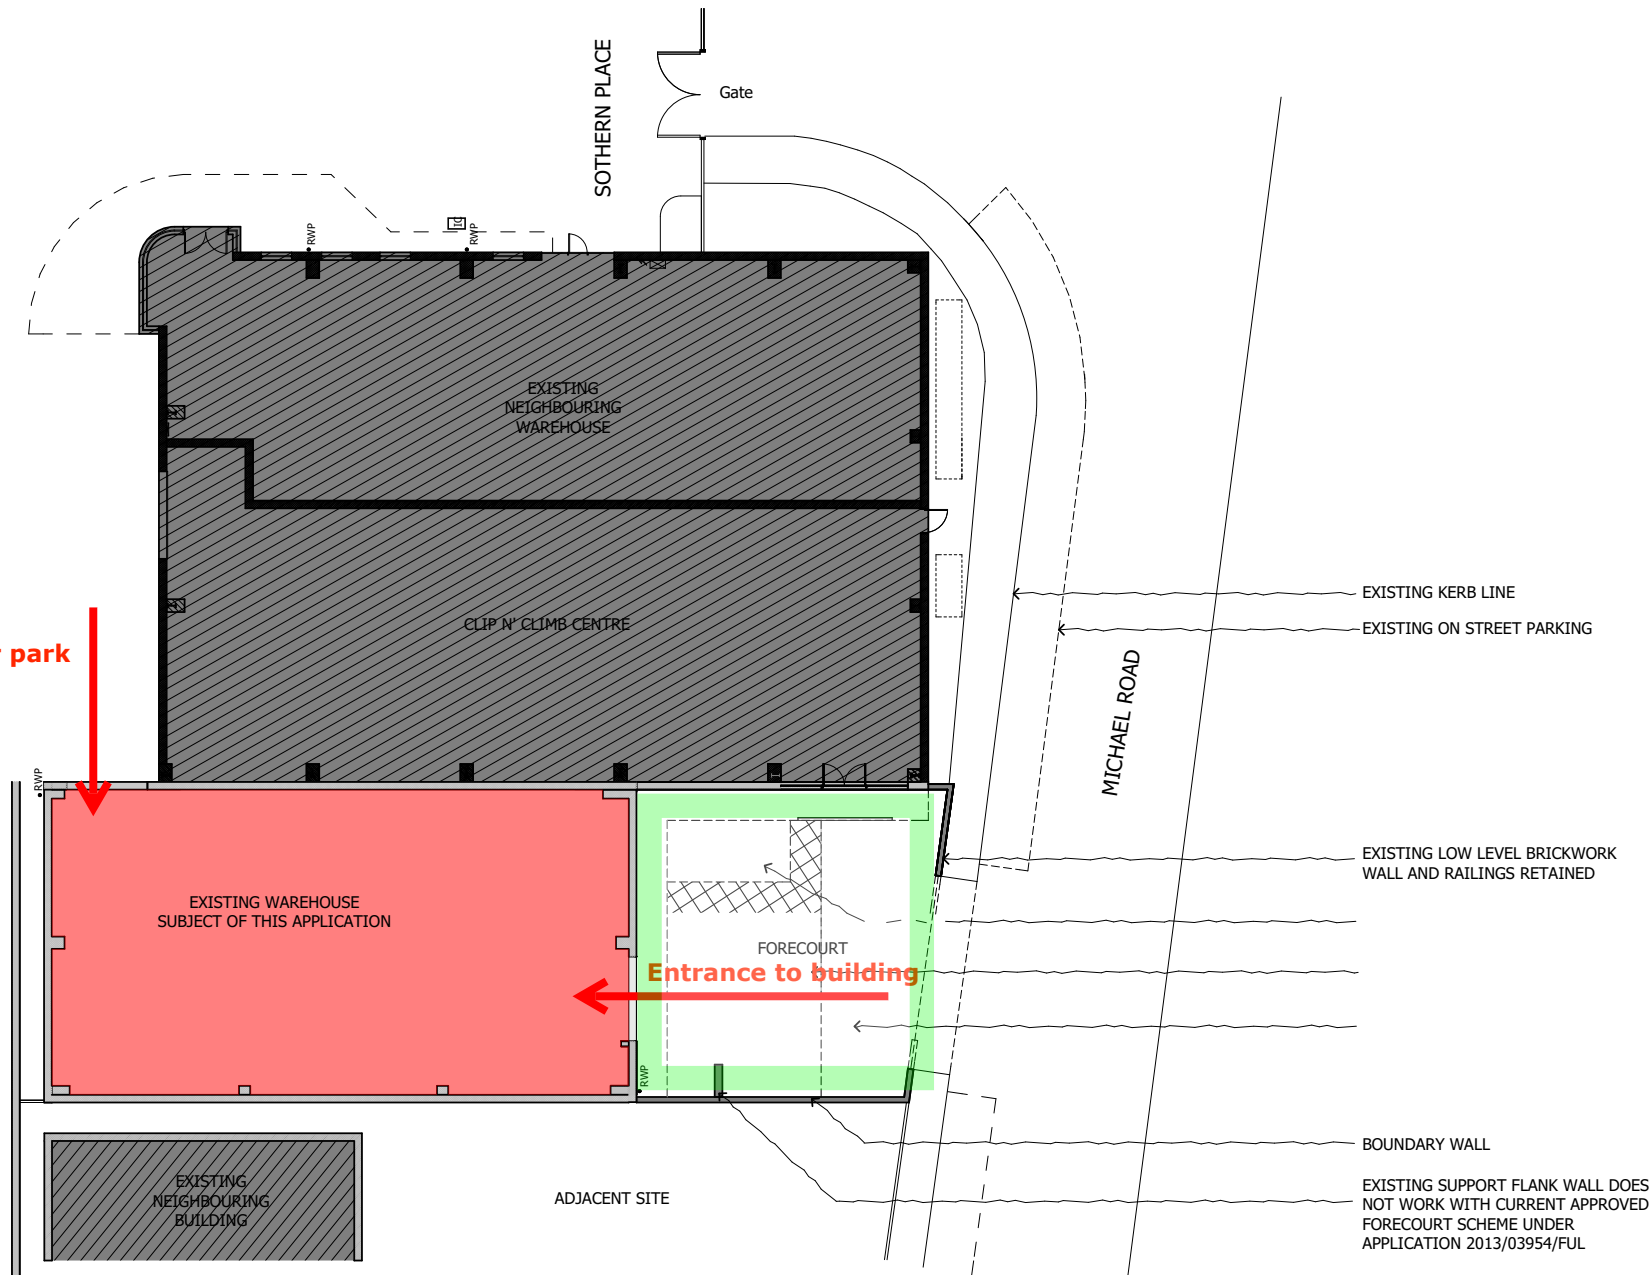 SOTHERN PLACE
Gate
IC
RWP
RWP
EXISTING
NEIGHBOURING
WAREHOUSE
EXISTING KERB LINE
EXISTING ON STREET PARKING
CLIP N' CLIMB CENTRE
park
MICHAEL ROAD
RWP
EXISTING LOW LEVEL BRICKWORK
WALL AND RAILINGS RETAINED
EXISTING WAREHOUSE
SUBJECT OF THIS APPLICATION
FORECOURT
Entrance to building
RWP
BOUNDARY WALL
EXISTING
NEIGHBOURING
BUILDING
ADJACENT SITE
EXISTING SUPPORT FLANK WALL DOES
NOT WORK WITH CURRENT APPROVED
FORECOURT SCHEME UNDER
APPLICATION 2013/03954/FUL